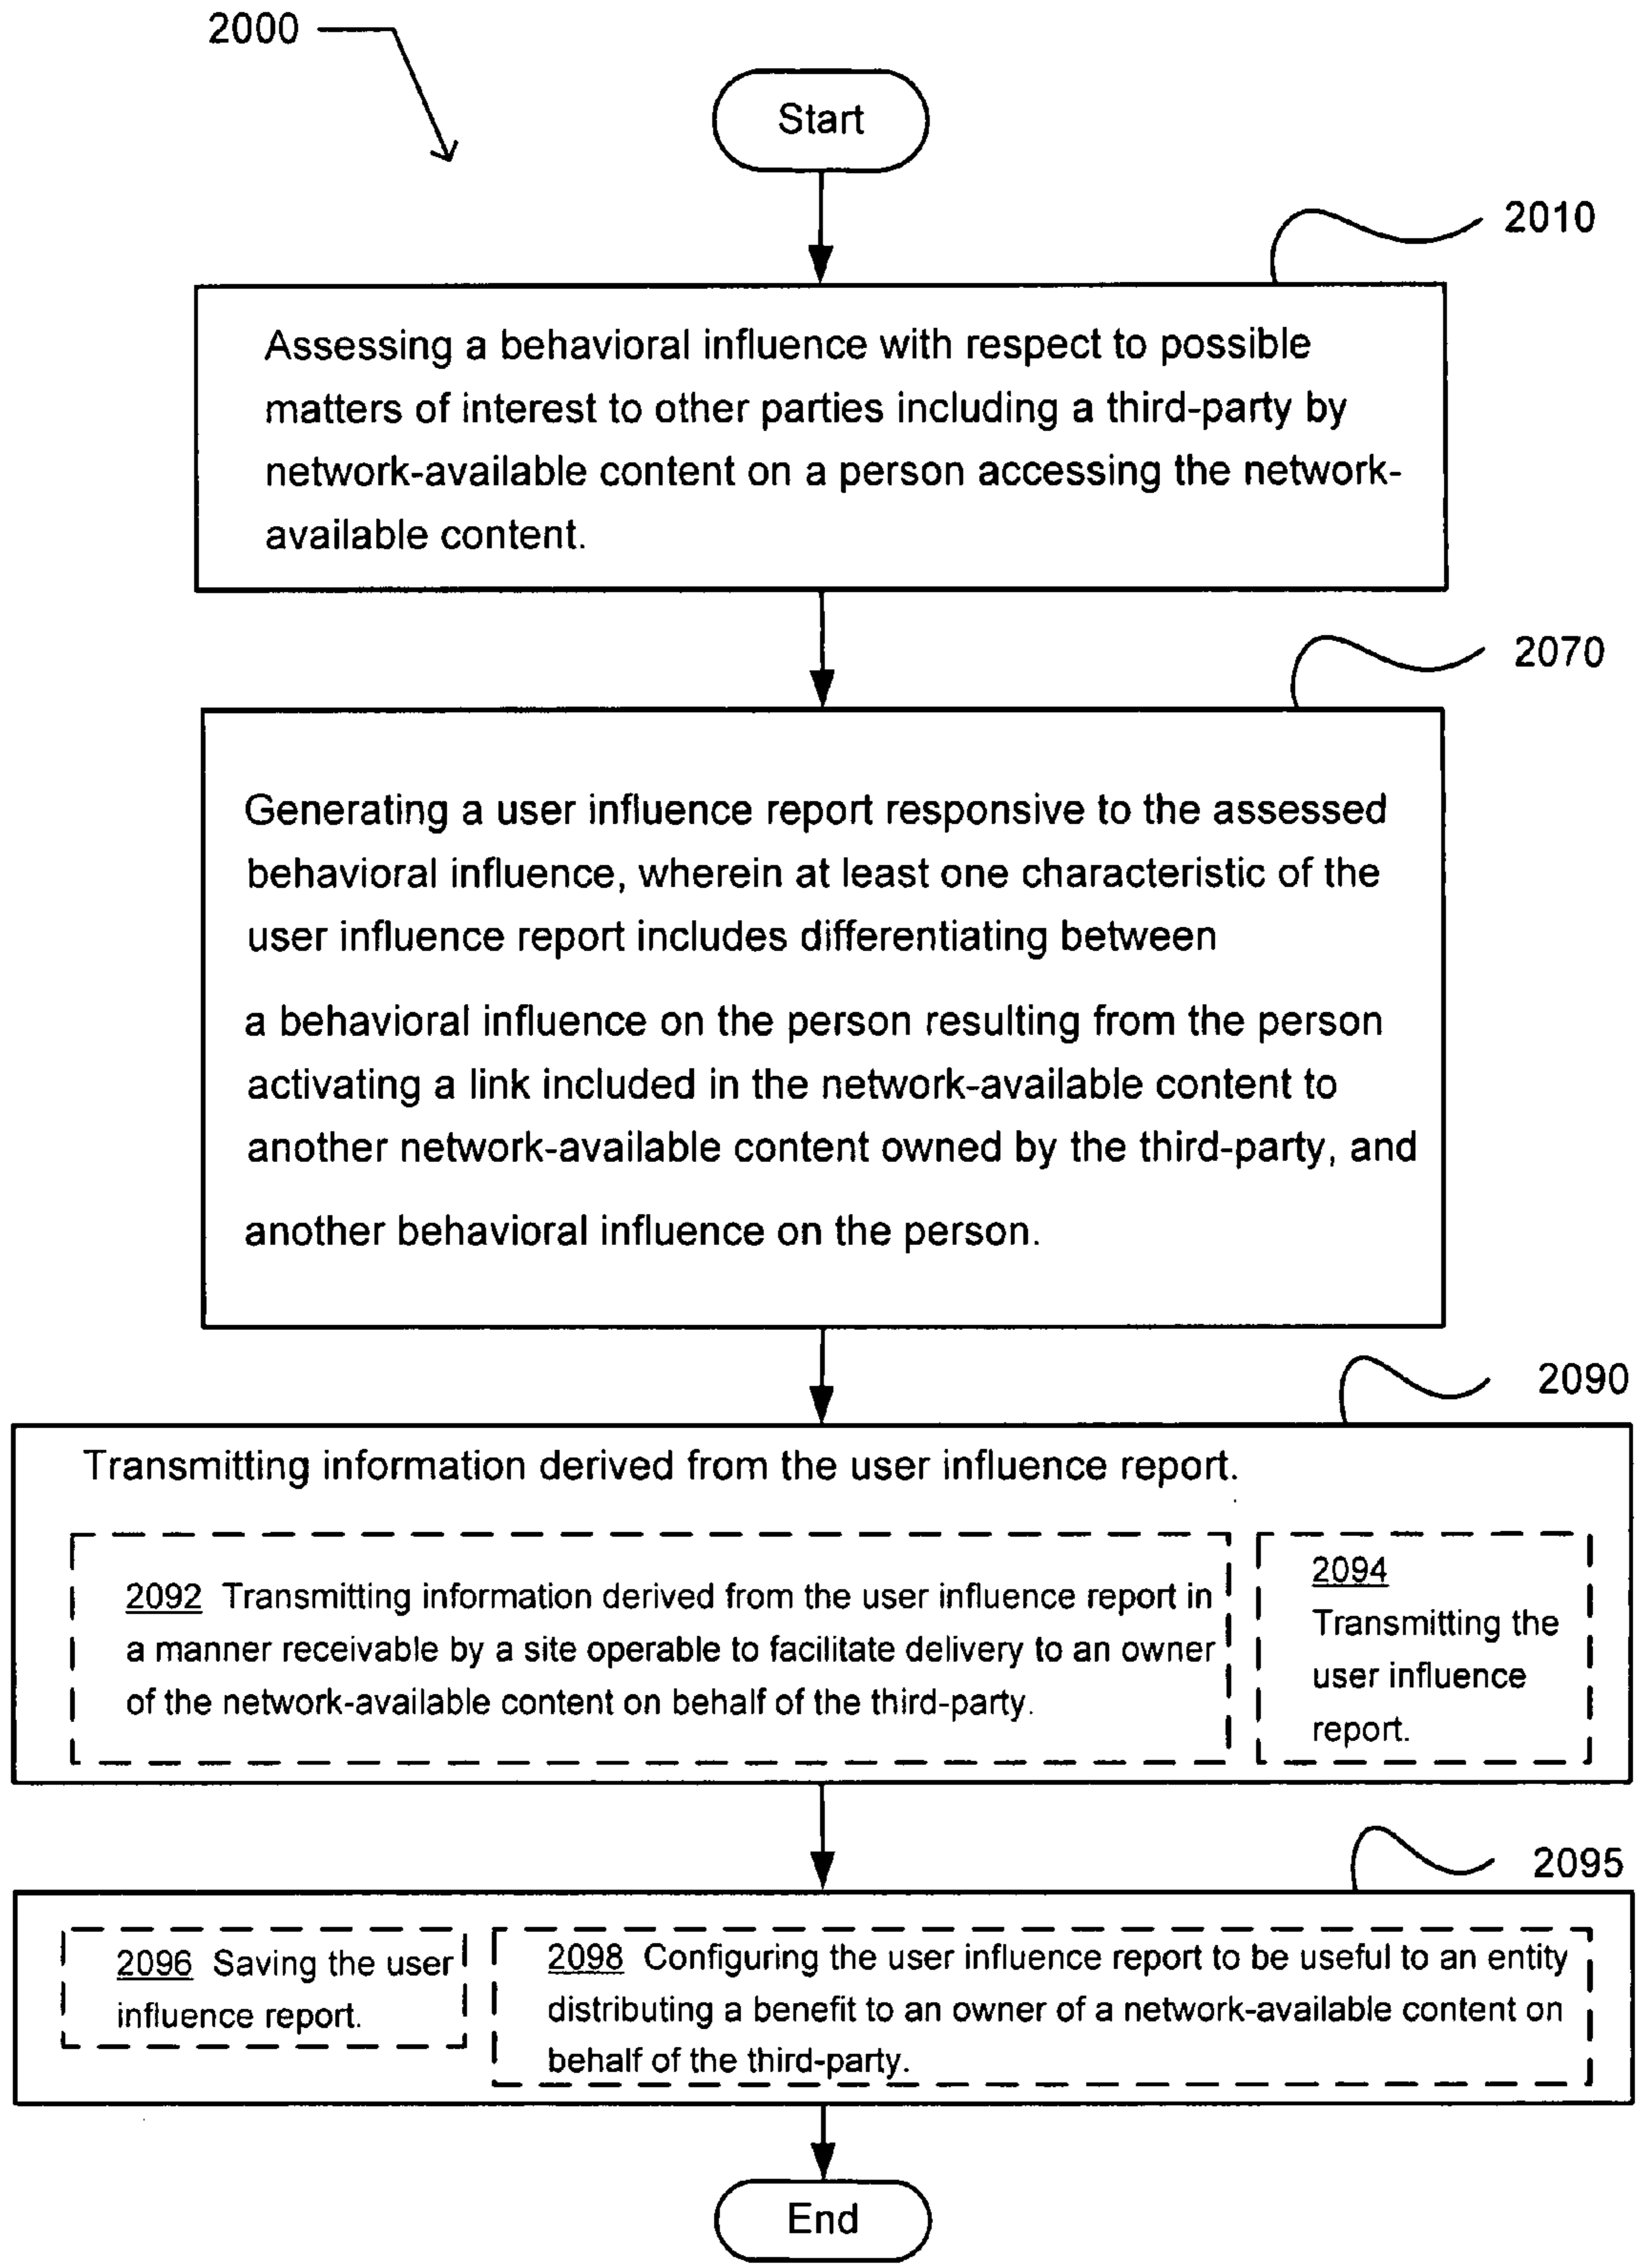 2000
Start
2010
Assessing a behavioral influence with respect to possible
matters of interest to other parties including a third-party by
network-available content on a person accessing the network-
available content.
2070
Generating a user influence report responsive to the assessed
behavioral influence, wherein at least one characteristic of the
user influence report includes differentiating between
a behavioral influence on the person resulting from the person
activating a link included in the network-available content to
another network-available content owned by the third-party, and
another behavioral influence on the person.
2090
Transmitting information derived from the user influence report.
2092 Transmitting information derived from the user influence report in
a manner receivable by a site operable to facilitate delivery to an owner
of the network-available content on behalf of the third-party.
2094
Transmitting the
user influence
report.
2095
2096 Saving the user
influence report.
2098 Configuring the user influence report to be useful to an entity
distributing a benefit to an owner of a network-available content on
behalf of the third-party.
End